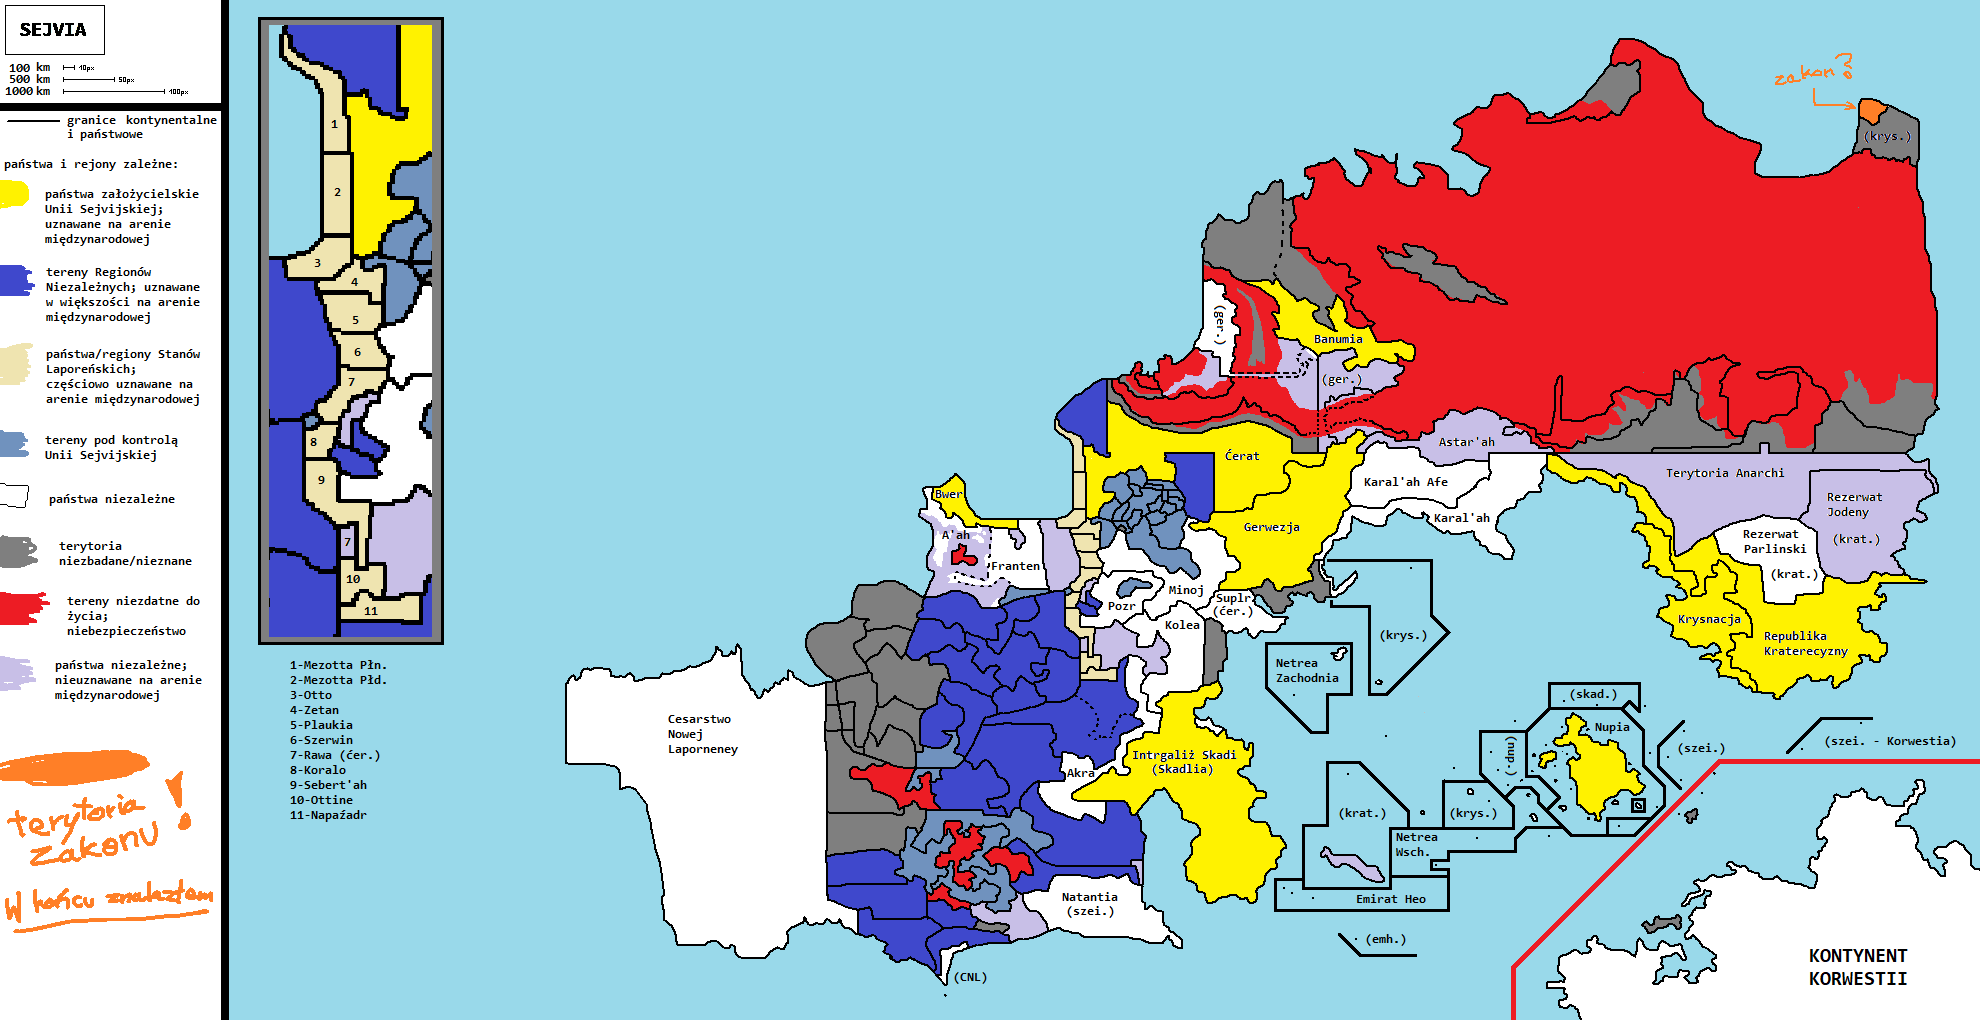 SEJVIA
100 km 10px
500 km 50px
1000 km 100px
granice kontynentalne
i państwowe
państwa i rejony zależne:
państwa założycielskie
Unii Sejvijskiej;
uznawane na arenie
międzynarodowej
tereny Regionów
Niezależnych; uznawane
w większości na arenie
międzynarodowej
państwa/regiony Stanów
Laporeńskich;
częściowo uznawane na
arenie międzynarodowej
tereny pod kontrolą
Unii Sejvijskiej
państwa niezależne
terytoria
niezbadane/nieznane
tereny niezdatne do
życia;
niebezpieczeństwo
państwa niezależne;
nieuznawane na arenie
międzynarodowej
terytoria
zakonu!
w końcu znalazłem
1
2
3
4
5
6
7
8
9
7
10
11
1-Mezotta Płn.
2-Mezotta Płd.
3-Otto
4-Zetan
5-Plaukia
6-Szerwin
7-Rawa (ćer.)
8-Koralo
9-Sebert'ah
10-Ottine
11-Napaźadr
zakon?
(krys.)
(ger.)
Banumia
(ger.)
Astar'ah
Ćerat
Karal'ah Afe
Karal'ah
Gerwezja
Terytoria Anarchi
Rezerwat
Jodeny
(krat.)
Rezerwat
Parlinski
(krat.)
Krysnacja
Republika
Kraterecyzny
Bwer
A'ah
Franten
Minoj
Pozr
Suplr
(ćer.)
Kolea
(krys.)
Netrea
Zachodnia
Cesarstwo
Nowej
Laporneney
Intrgaliż Skadi
(Skadlia)
Akra
(skad.)
Nupia
(nup.)
(szei.)
(szei. - Korwestia)
(krat.)
(krys.)
Netrea
Wsch.
Emirat Heo
(emh.)
Natantia
(szei.)
(CNL)
KONTYNENT
KORWESTII